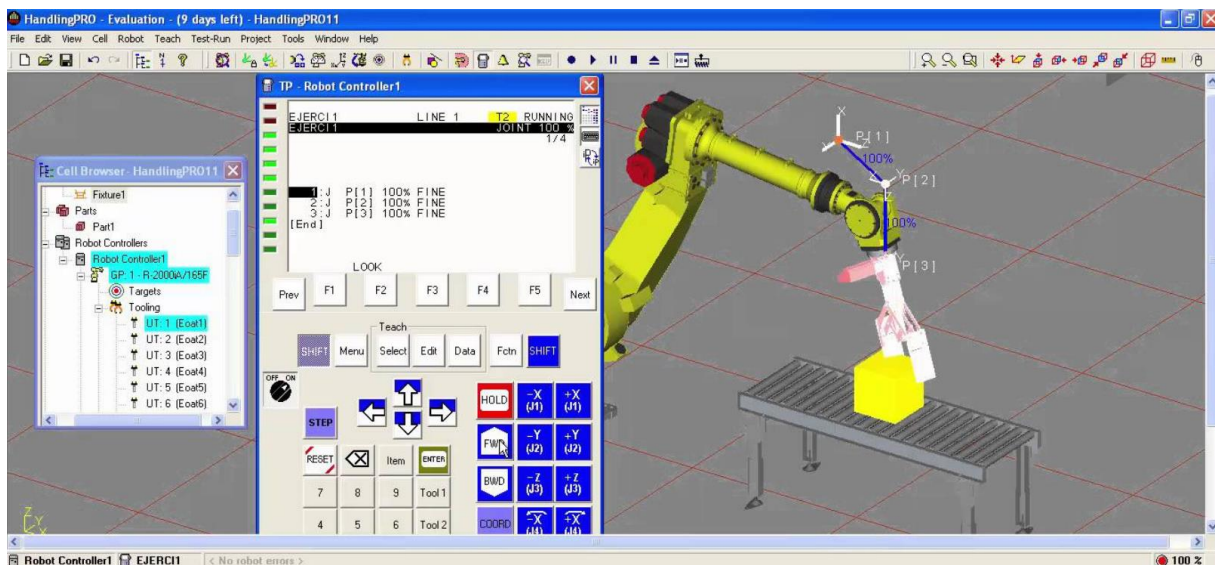 HandlingPRO - Evaluation - (9 days left) - HandlingPRO11
File Edit View Cell Robot Teach Test-Run Project Tools Window Help
TP - Robot Controller1
EJERCI1 LINE 1 T2 RUNNING
EJERCI1 JOINT 100 %
1/4
1:J P[1] 100% FINE
2:J P[2] 100% FINE
3:J P[3] 100% FINE
[End]
LOOK
Prev F1 F2 F3 F4 F5 Next
Teach
SHIFT Menu Select Edit Data Fctn SHIFT
OFF ON
STEP
HOLD -X (J1) +X (J1)
FWD -Y (J2) +Y (J2)
RESET Item ENTER
BWD -Z (J3) +Z (J3)
7 8 9 Tool 1
4 5 6 Tool 2
COORD -X (J4) +X (J4)
Cell Browser- HandlingPRO11
Fixture1
Parts
Part1
Robot Controllers
Robot Controller1
GP: 1 - R-2000iA/165F
Targets
Tooling
UT: 1 (Eoat1)
UT: 2 (Eoat2)
UT: 3 (Eoat3)
UT: 4 (Eoat4)
UT: 5 (Eoat5)
UT: 6 (Eoat6)
X
P[1]
Z
100%
Y P[2]
Z
100%
Y
P[3]
Z
Y
X
Robot Controller1 EJERCI1 < No robot errors > 100 %